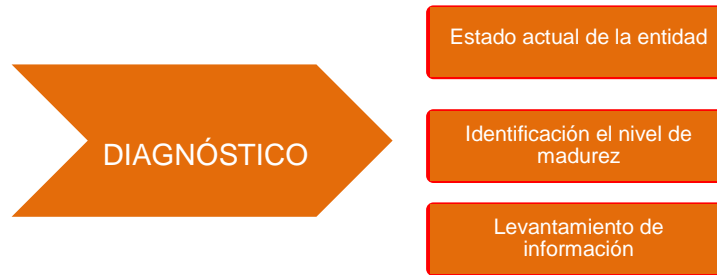 DIAGNÓSTICO
Estado actual de la entidad
Identificación el nivel de
madurez
Levantamiento de
información